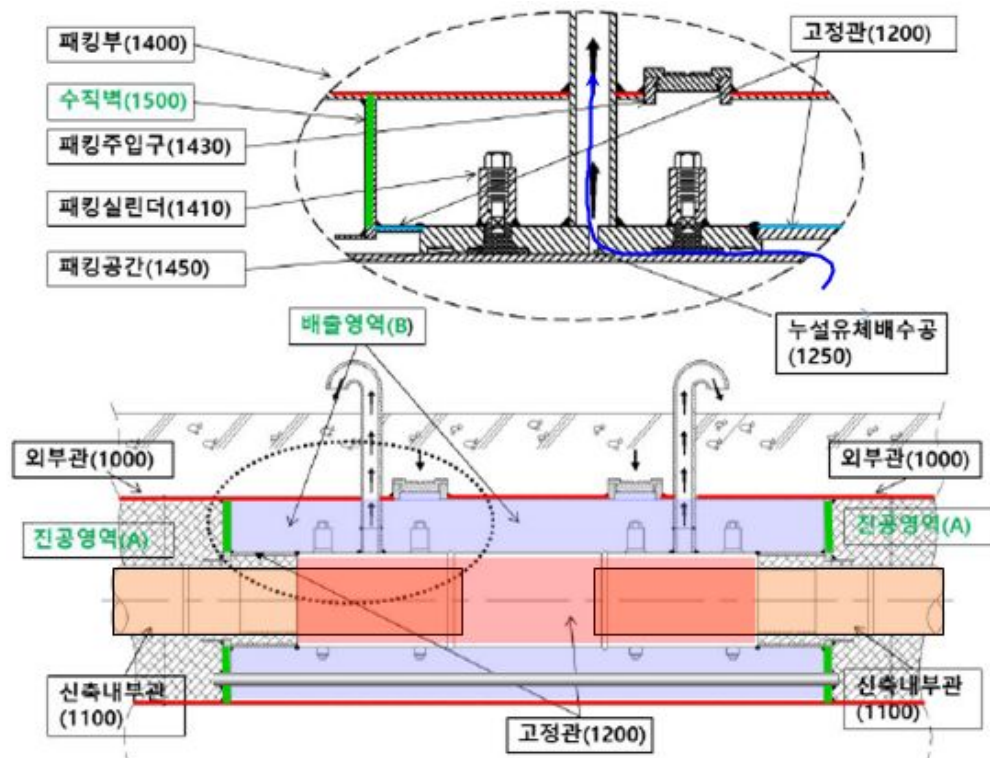 패킹부(1400)
고정관(1200)
수직벽(1500)
패킹주입구(1430)
패킹실린더(1410)
패킹공간(1450)
배출영역(B)
누설유체배수공
(1250)
외부관(1000)
외부관(1000)
진공영역(A)
진공영역(A)
신축내부관
(1100)
고정관(1200)
신축내부관
(1100)